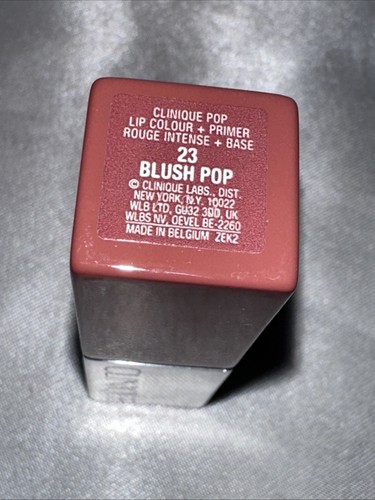 CLINIQUE POP
LIP COLOUR + PRIMER
ROUGE INTENSE + BASE
23
BLUSH POP
© CLINIQUE LABS., DIST.
NEW YORK, N.Y. 10022
WLB LTD, GU32 3DD, UK
WLBS NV, OEVEL BE-2260
MADE IN BELGIUM ZEK2